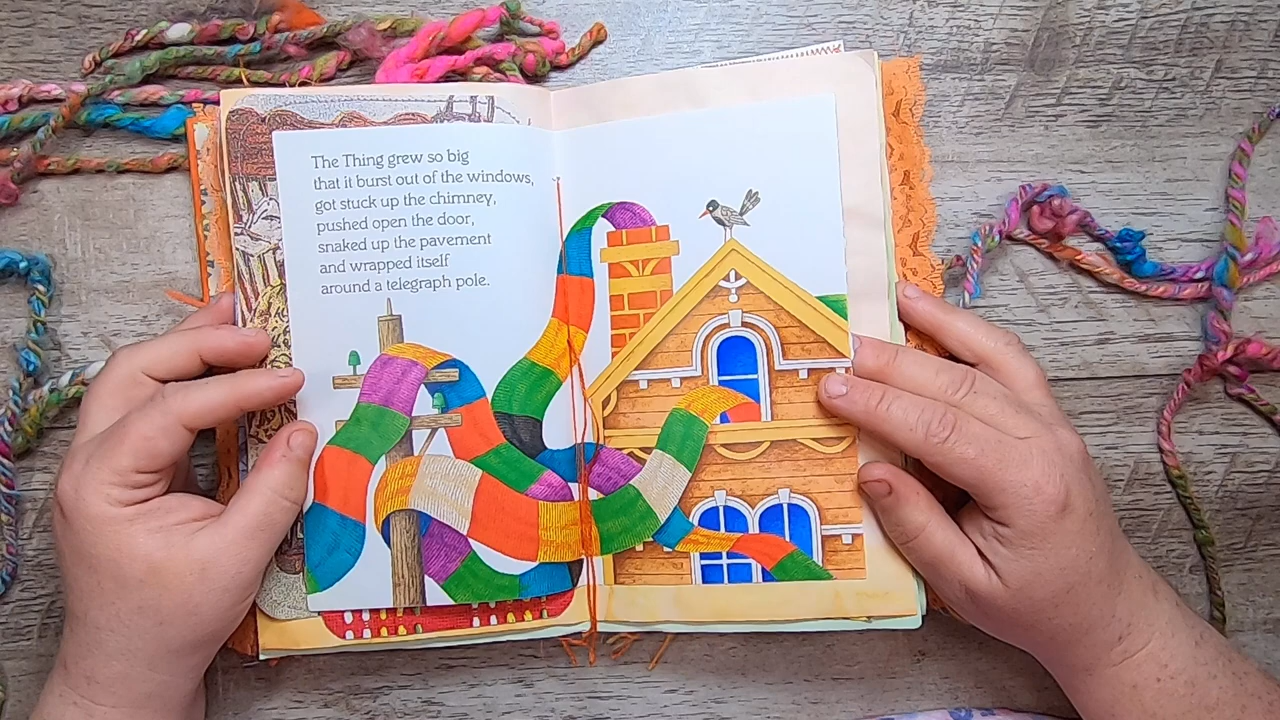 The Thing grew so big
that it burst out of the windows,
got stuck up the chimney,
pushed open the door,
snaked up the pavement
and wrapped itself
around a telegraph pole.